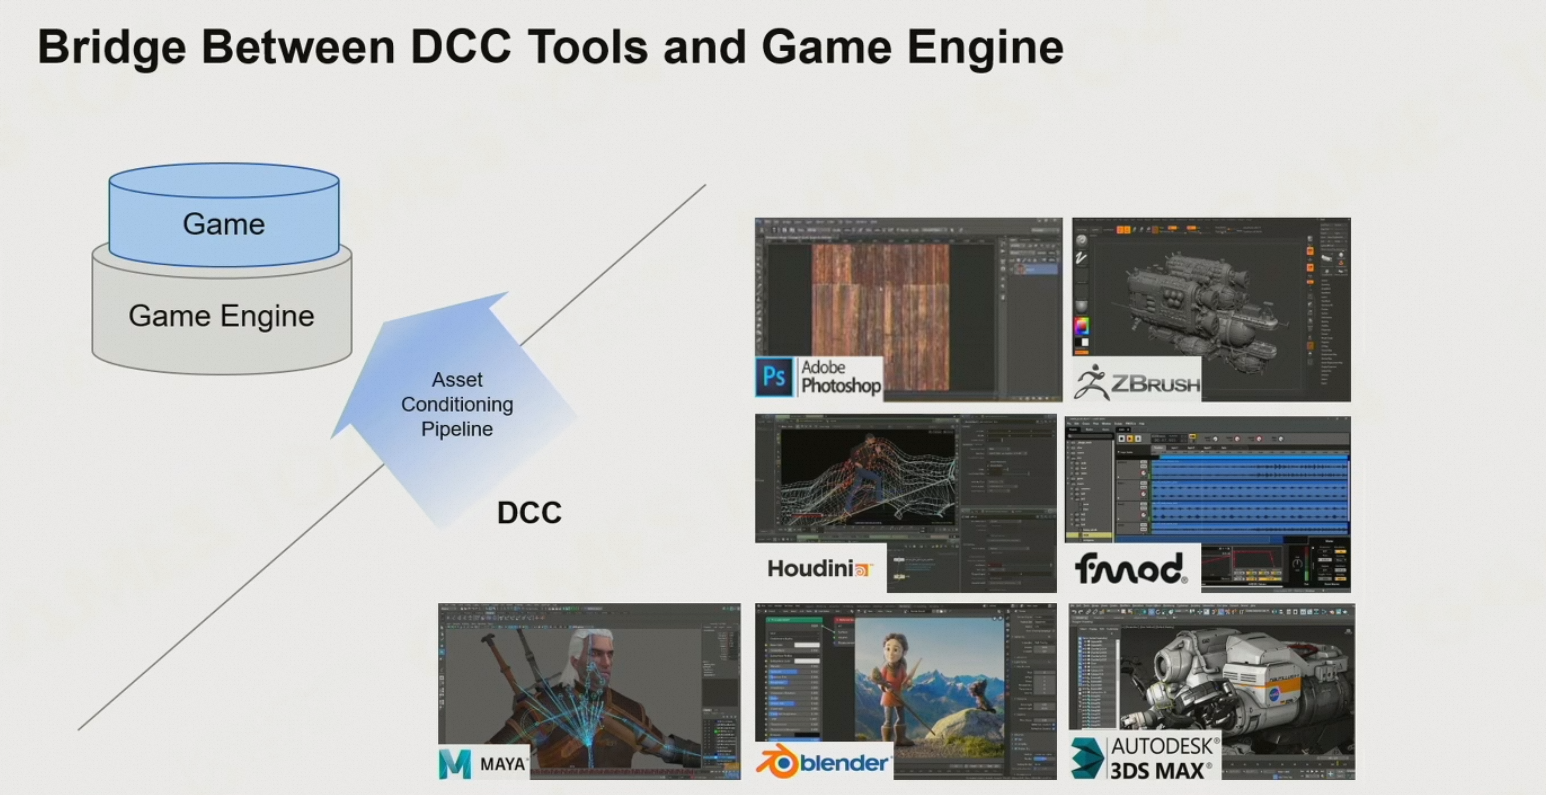 Bridge Between DCC Tools and Game Engine
Game
Game Engine
Asset
Conditioning
Pipeline
DCC
Ps
Adobe
Photoshop
ZBRUSH
Houdini
fmod®
MAYA®
blender
AUTODESK®
3DS MAX®